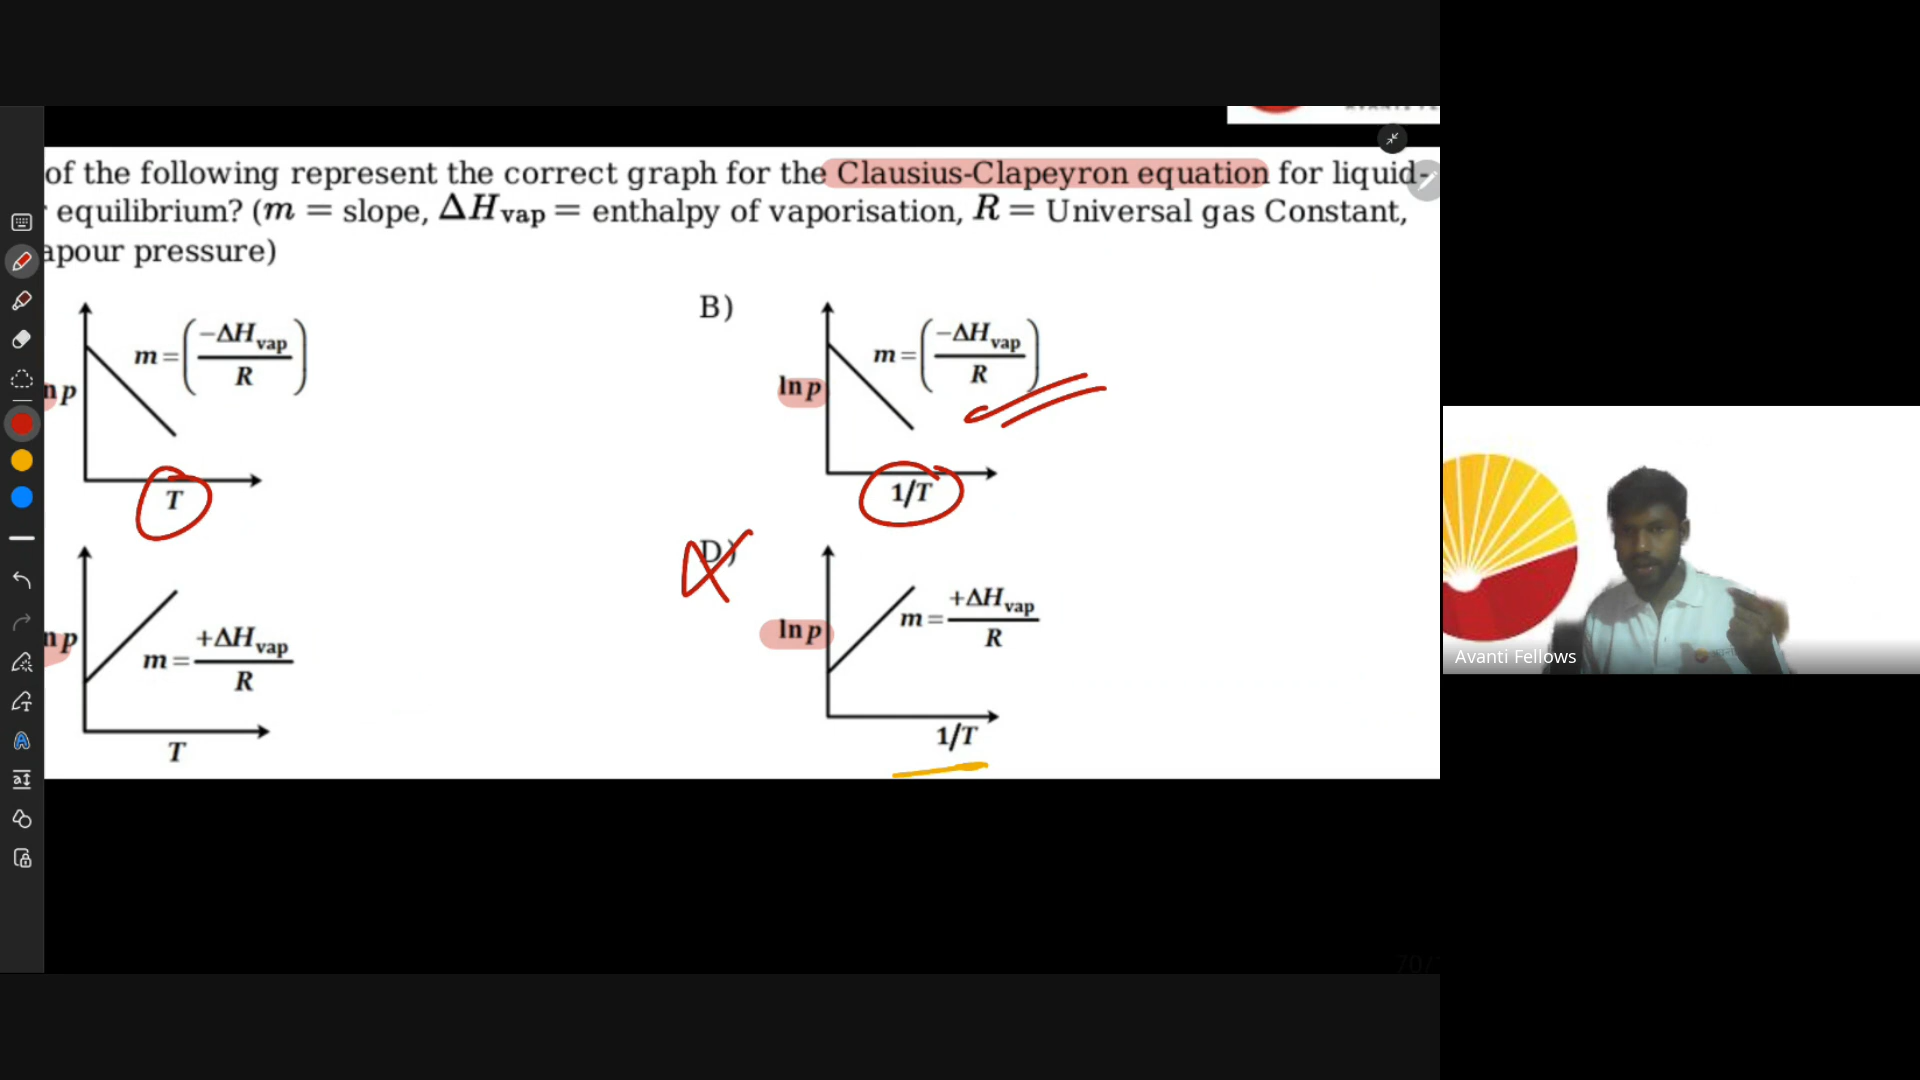 of the following represent the correct graph for the Clausius-Clapeyron equation for liquid-
equilibrium? (m = slope, ΔHvap = enthalpy of vaporisation, R = Universal gas Constant,
apour pressure)
n p
m = (−ΔHvap / R)
T
B)
ln p
m = (−ΔHvap / R)
1/T
n p
m = +ΔHvap / R
T
D)
ln p
m = +ΔHvap / R
1/T
Avanti Fellows